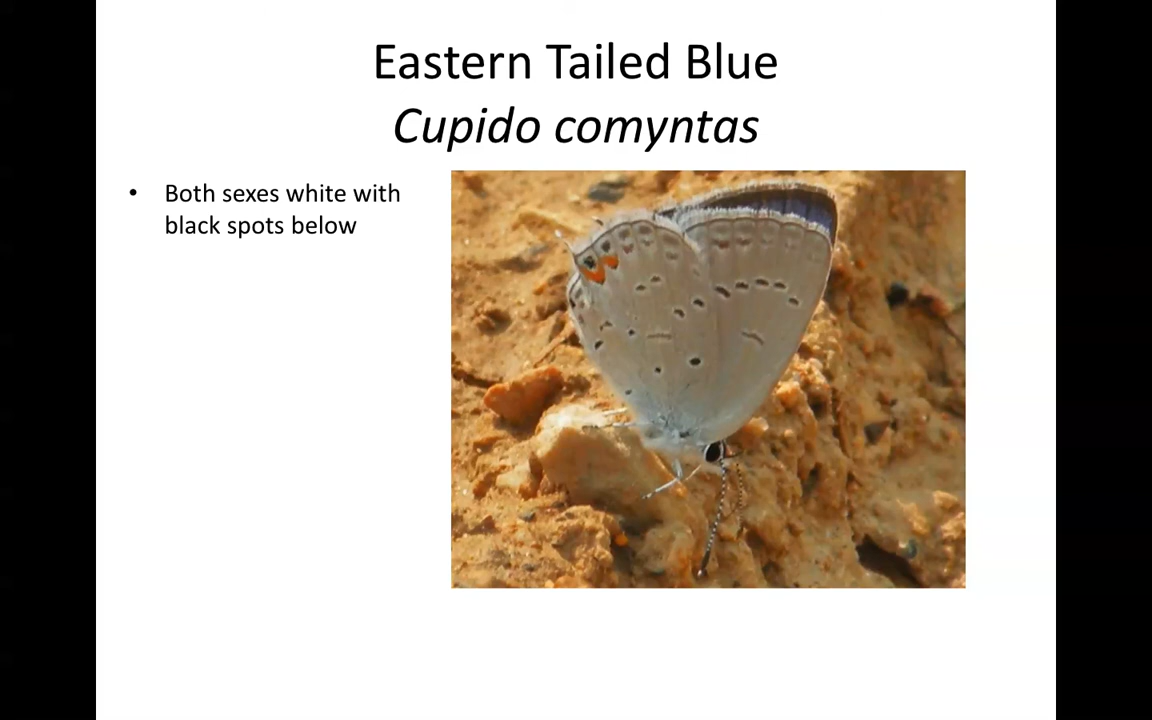 Eastern Tailed Blue
Cupido comyntas
• Both sexes white with
black spots below